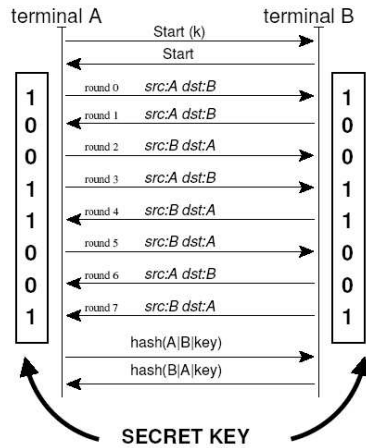 terminal A terminal B
Start (k)
Start
1 round 0 src:A dst:B 1
0 round 1 src:A dst:B 0
0 round 2 src:B dst:A 0
1 round 3 src:A dst:B 1
1 round 4 src:B dst:A 1
0 round 5 src:B dst:A 0
0 round 6 src:A dst:B 0
1 round 7 src:B dst:A 1
hash(A|B|key)
hash(B|A|key)
SECRET KEY